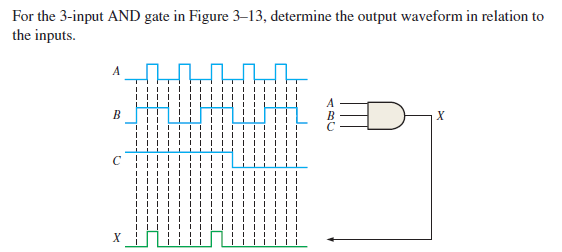 For the 3-input AND gate in Figure 3–13, determine the output waveform in relation to
the inputs.
A
B
C
X
A
B
C
X